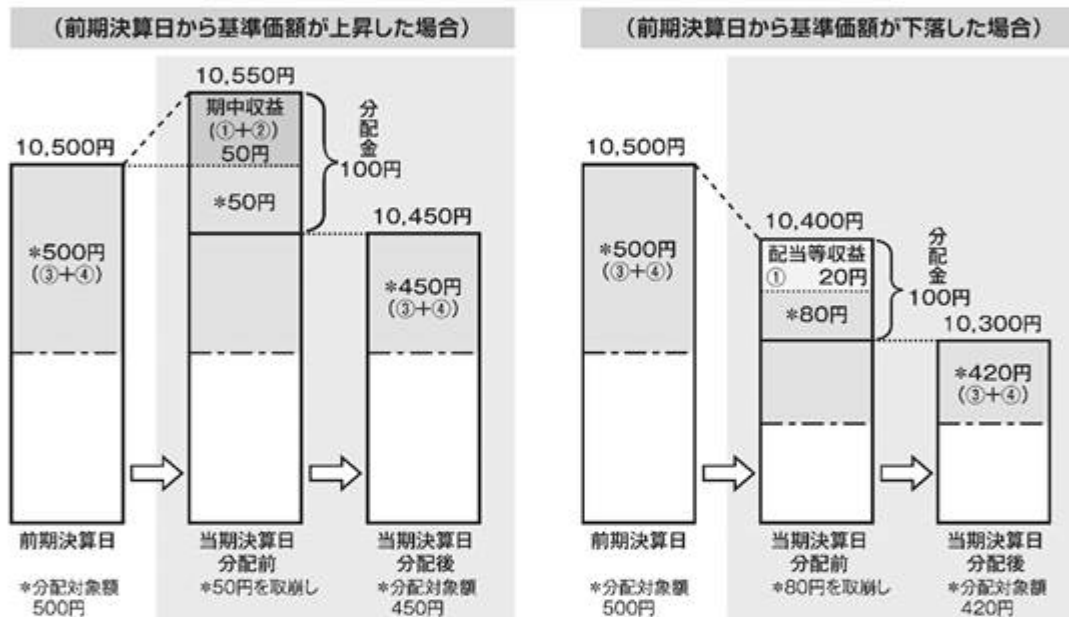 （前期決算日から基準価額が上昇した場合）
10,550円
期中収益
(①+②)
50円
*50円
分配金
100円
10,500円
*500円
(③+④)
10,450円
*450円
(③+④)
前期決算日
*分配対象額
500円
当期決算日
分配前
*50円を取崩し
当期決算日
分配後
*分配対象額
450円
（前期決算日から基準価額が下落した場合）
10,500円
*500円
(③+④)
10,400円
配当等収益
① 20円
*80円
分配金
100円
10,300円
*420円
(③+④)
前期決算日
*分配対象額
500円
当期決算日
分配前
*80円を取崩し
当期決算日
分配後
*分配対象額
420円